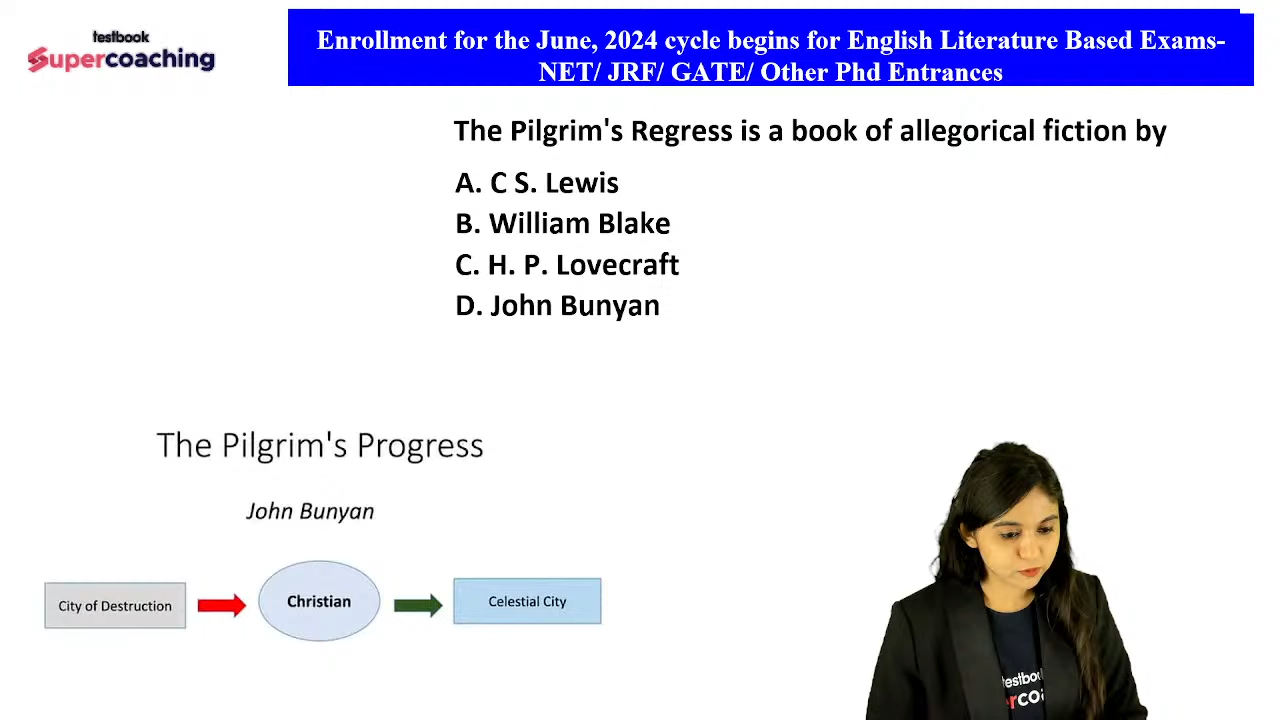 testbook
Supercoaching
Enrollment for the June, 2024 cycle begins for English Literature Based Exams-
NET/ JRF/ GATE/ Other Phd Entrances
The Pilgrim's Regress is a book of allegorical fiction by
A. C S. Lewis
B. William Blake
C. H. P. Lovecraft
D. John Bunyan
The Pilgrim's Progress
John Bunyan
City of Destruction
Christian
Celestial City
testbook